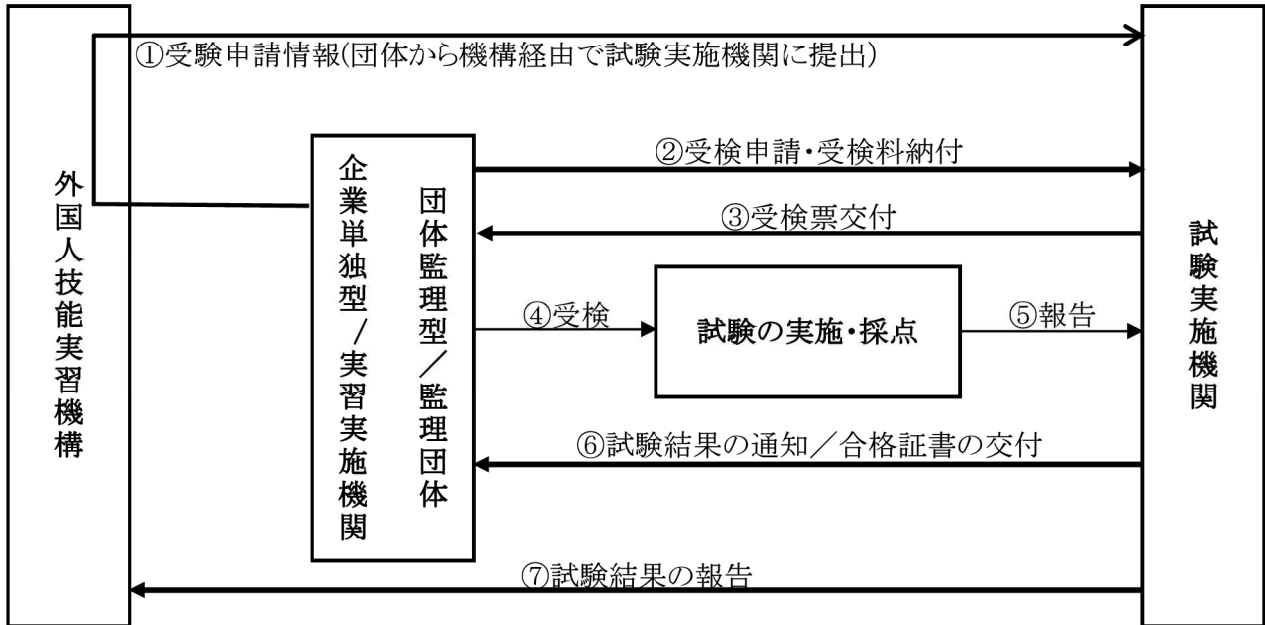 ①受験申請情報(団体から機構経由で試験実施機関に提出)
外国人技能実習機構
団体監理型/監理団体
企業単独型/実習実施機関
②受検申請・受検料納付
③受検票交付
④受検
試験の実施・採点
⑤報告
⑥試験結果の通知/合格証書の交付
⑦試験結果の報告
試験実施機関